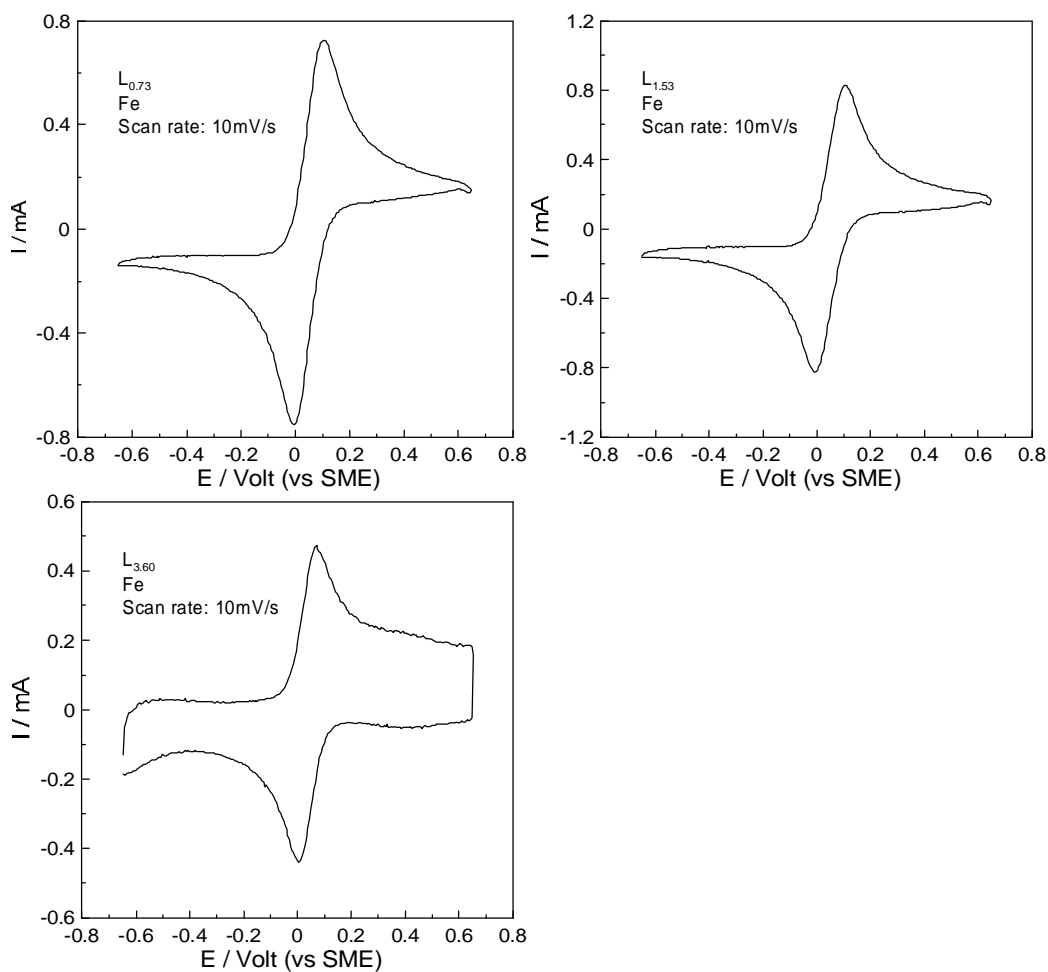 0.8
0.4
0
-0.4
-0.8
I / mA
L0.73
Fe
Scan rate: 10mV/s
-0.8 -0.6 -0.4 -0.2 0 0.2 0.4 0.6 0.8
E / Volt (vs SME)
1.2
0.8
0.4
0
-0.4
-0.8
-1.2
I / mA
L1.53
Fe
Scan rate: 10mV/s
-0.8 -0.6 -0.4 -0.2 0 0.2 0.4 0.6 0.8
E / Volt (vs SME)
0.6
0.4
0.2
0
-0.2
-0.4
-0.6
I / mA
L3.60
Fe
Scan rate: 10mV/s
-0.8 -0.6 -0.4 -0.2 0 0.2 0.4 0.6 0.8
E / Volt (vs SME)